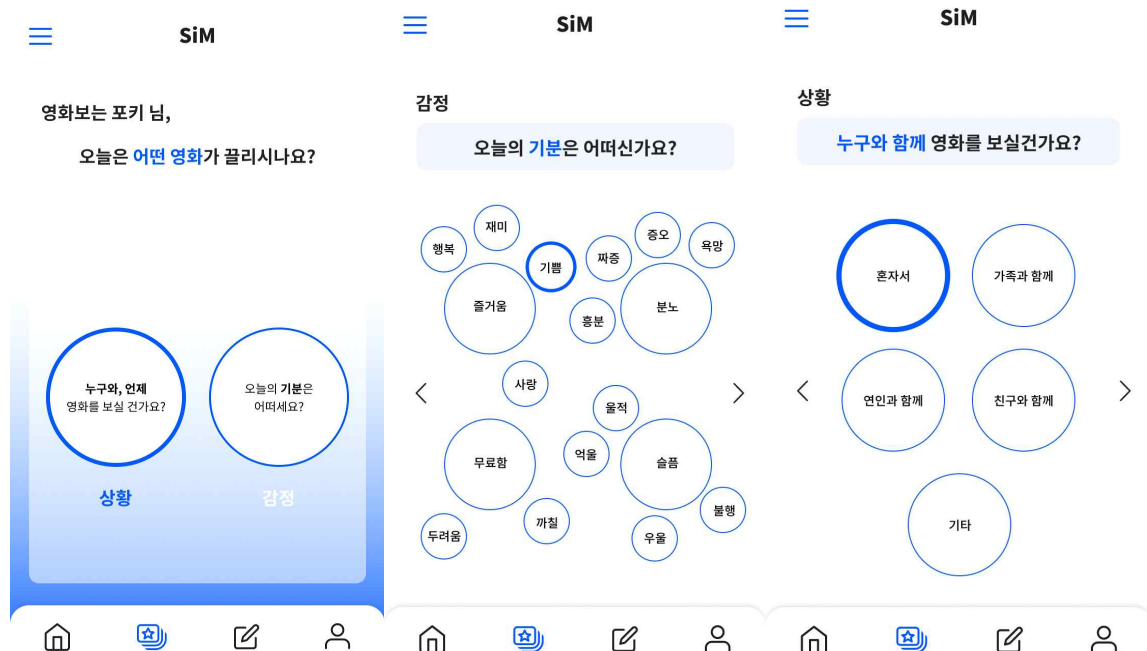 SiM
영화보는 포키 님,
오늘은 어떤 영화가 끌리시나요?
누구와, 언제
영화를 보실 건가요?
오늘의 기분은
어떠세요?
상황
감정
SiM
감정
오늘의 기분은 어떠신가요?
재미
행복
기쁨
짜증
증오
욕망
즐거움
흥분
분노
사랑
울적
무료함
억울
슬픔
두려움
까칠
우울
불행
SiM
상황
누구와 함께 영화를 보실건가요?
혼자서
가족과 함께
연인과 함께
친구와 함께
기타